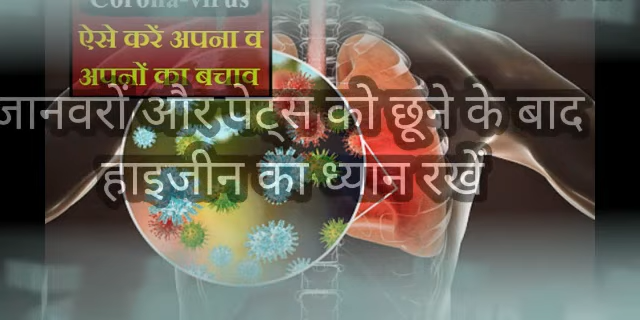 Corona-virus
ऐसे करें अपना व
अपनों का बचाव
जानवरों और पेट्स को छूने के बाद
हाइजीन का ध्यान रखें